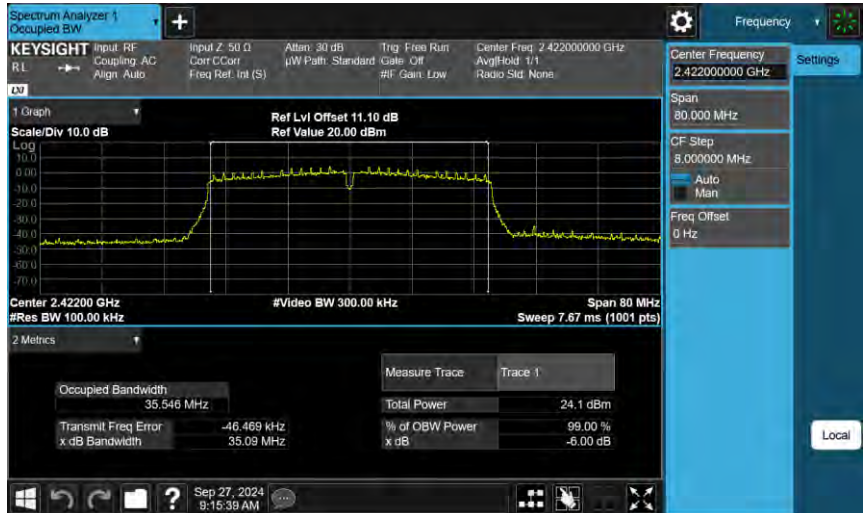 Spectrum Analyzer 1
Occupied BW
+
Frequency
KEYSIGHT
RL
LXI
Input: RF
Coupling: AC
Align: Auto
Input Z: 50 Ω
Corr CCorr
Freq Ref: Int (S)
Atten: 30 dB
µW Path: Standard
Trig: Free Run
Gate: Off
#IF Gain: Low
Center Freq: 2.422000000 GHz
Avg|Hold: 1/1
Radio Std: None
Center Frequency
2.422000000 GHz
Settings
Span
80.000 MHz
CF Step
8.000000 MHz
Auto
Man
Freq Offset
0 Hz
1 Graph
Scale/Div 10.0 dB
Ref Lvl Offset 11.10 dB
Ref Value 20.00 dBm
Log
10.0
0.00
-10.0
-20.0
-30.0
-40.0
-50.0
-60.0
-70.0
Center 2.42200 GHz
#Res BW 100.00 kHz
#Video BW 300.00 kHz
Span 80 MHz
Sweep 7.67 ms (1001 pts)
2 Metrics
Measure Trace Trace 1
Occupied Bandwidth
35.546 MHz
Total Power 24.1 dBm
Transmit Freq Error -46.469 kHz
% of OBW Power 99.00 %
x dB Bandwidth 35.09 MHz
x dB -6.00 dB
Local
?
Sep 27, 2024
9:15:39 AM